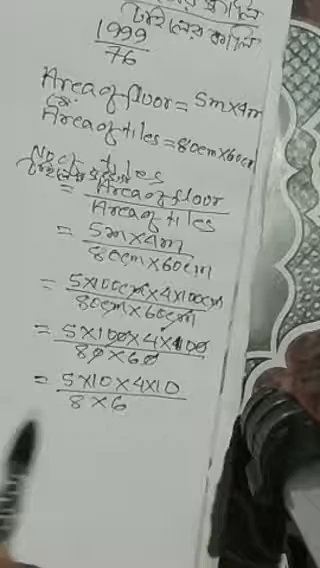 টাইলের কাটিং
1999
76
Area of floor = 5m×4m
Area of tiles = 80cm×60cm
No of tiles
= Area of floor
Area of tiles
= 5m×4m
80cm×60cm
= 5×100cm×4×100cm
80cm×60cm
= 5×100×4×100
80×60
= 5×10×4×10
8×6